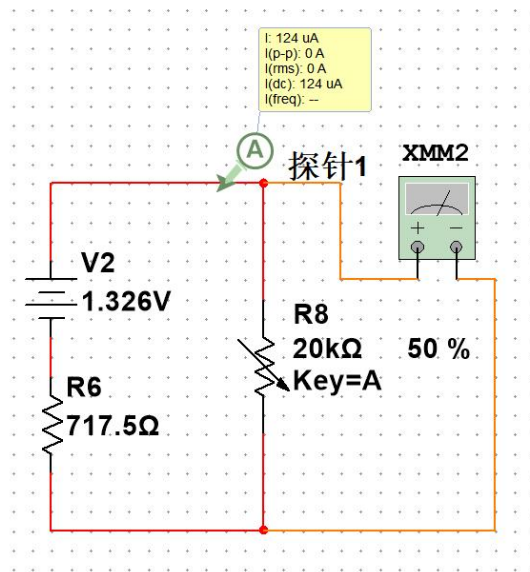 I: 124 uA
I(p-p): 0 A
I(rms): 0 A
I(dc): 124 uA
I(freq): --
A
探针1
XMM2
+ −
V2
1.326V
R8
20kΩ
50 %
Key=A
R6
717.5Ω